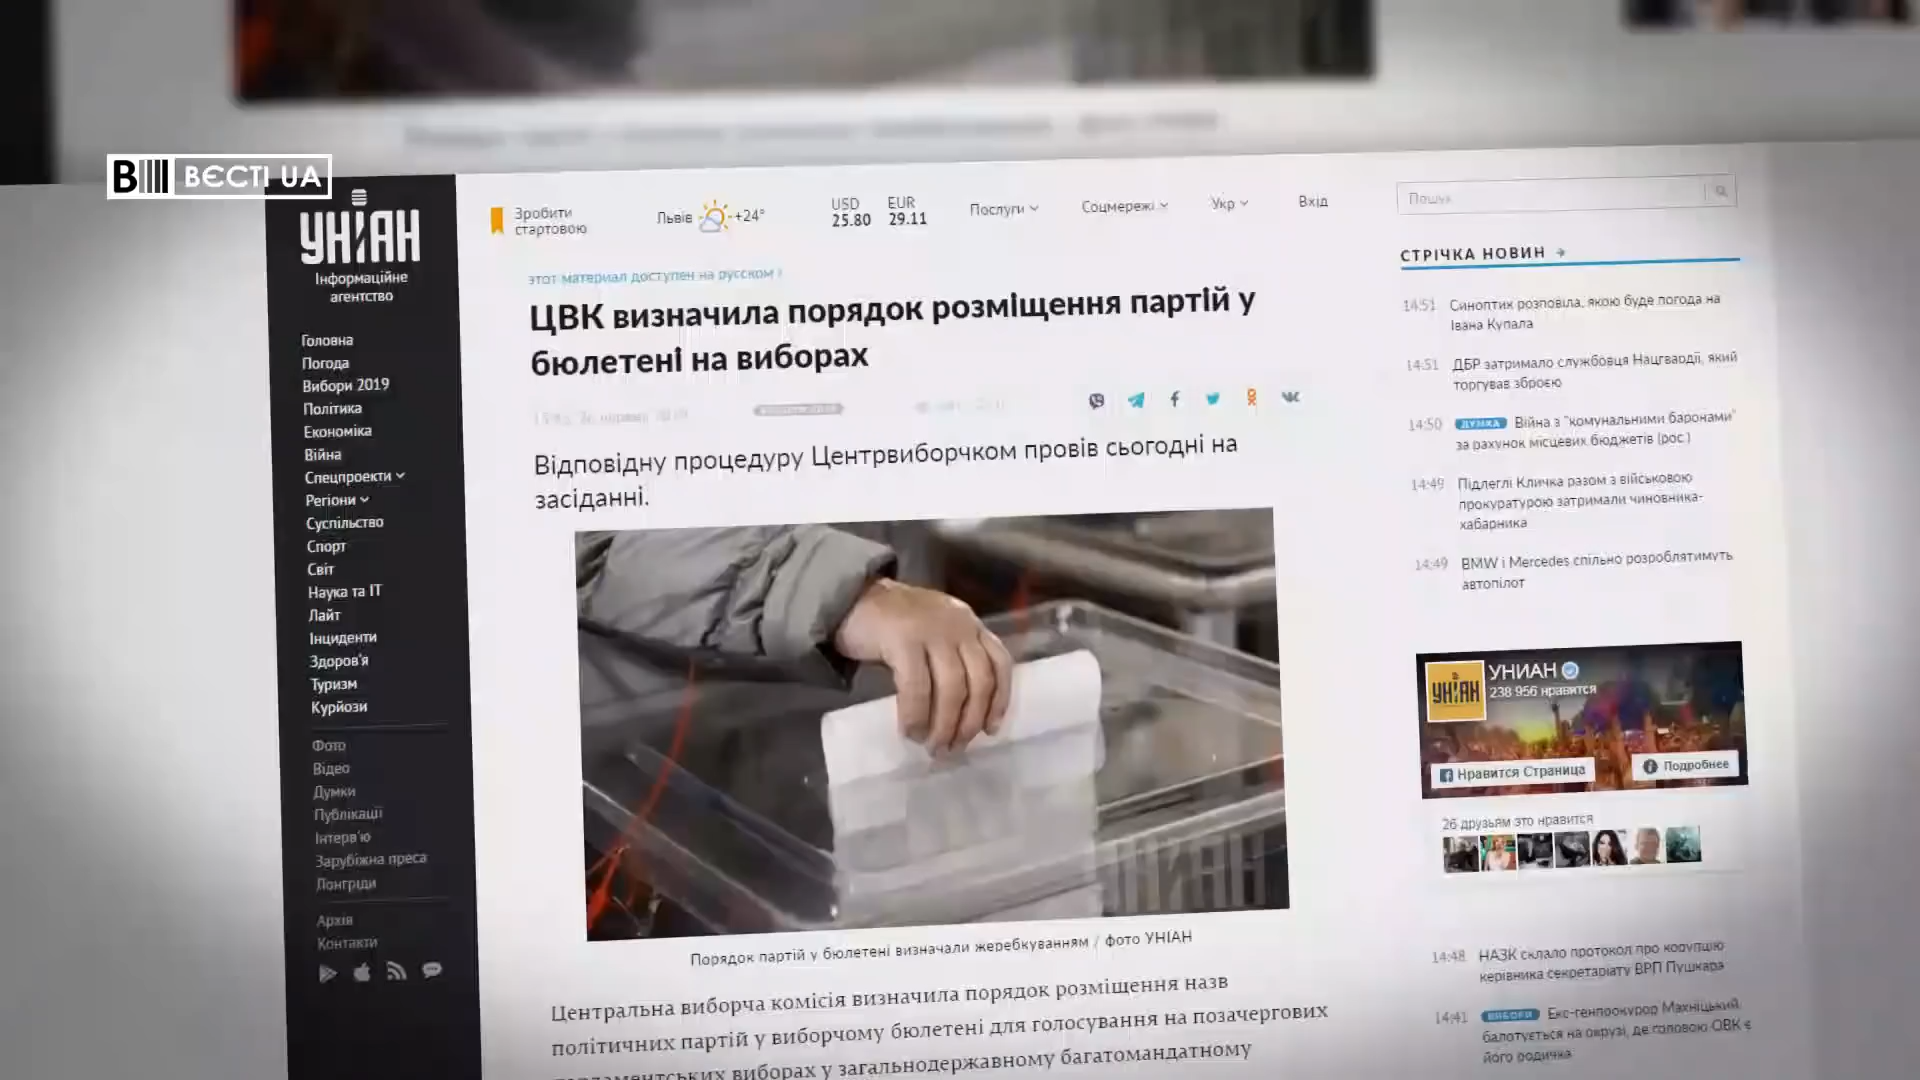 ВЄСТІ UA
УНІАН
Інформаційне
агентство
Головна
Погода
Вибори 2019
Політика
Економіка
Війна
Спецпроекти
Регіони
Суспільство
Спорт
Світ
Наука та IT
Лайт
Інциденти
Здоров'я
Туризм
Курйози
Фото
Відео
Думки
Публікації
Інтерв'ю
Зарубіжна преса
Лонгріди
Архів
Контакти
Зробити
стартовою
Львів +24°
USD
25.80
EUR
29.11
Послуги
Соцмережі
Укр
Вхід
этот материал доступен на русском
ЦВК визначила порядок розміщення партій у
бюлетені на виборах
Відповідну процедуру Центрвиборчком провів сьогодні на
засіданні.
УНІАН
Порядок партій у бюлетені визначали жеребкуванням / фото УНІАН
Центральна виборча комісія визначила порядок розміщення назв
політичних партій у виборчому бюлетені для голосування на позачергових
парламентських виборах у загальнодержавному багатомандатному
Пошук
СТРІЧКА НОВИН
14:51 Синоптик розповіла, якою буде погода на
Івана Купала
14:51 ДБР затримало службовця Нацгвардії, який
торгував зброєю
14:50 ДУМКА Війна з "комунальними баронами"
за рахунок місцевих бюджетів (рос.)
14:49 Підлеглі Кличка разом з військовою
прокуратурою затримали чиновника-
хабарника
14:49 BMW і Mercedes спільно розроблятимуть
автопілот
УНІАН
УНИАН
238 956 нравится
Нравится Страница
Подробнее
26 друзьям это нравится
14:48 НАЗК склало протокол про корупцію
керівника секретаріату ВРП Пушкара
14:41 ВИБОРИ Екс-генпрокурор Махніцький
балотується на окрузі, де головою ОВК є
його родичка